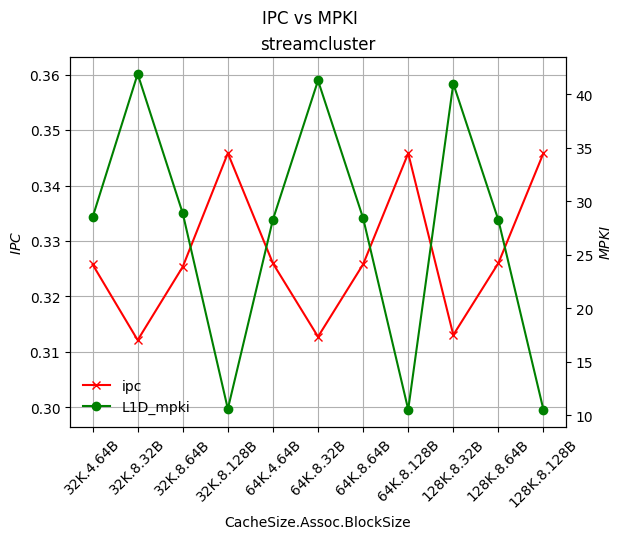 IPC vs MPKI
streamcluster
0.36
0.35
0.34
0.33
0.32
0.31
0.30
IPC
40
35
30
25
20
15
10
MPKI
ipc
L1D_mpki
32K.4.64B
32K.8.32B
32K.8.64B
32K.8.128B
64K.4.64B
64K.8.32B
64K.8.64B
64K.8.128B
128K.8.32B
128K.8.64B
128K.8.128B
CacheSize.Assoc.BlockSize